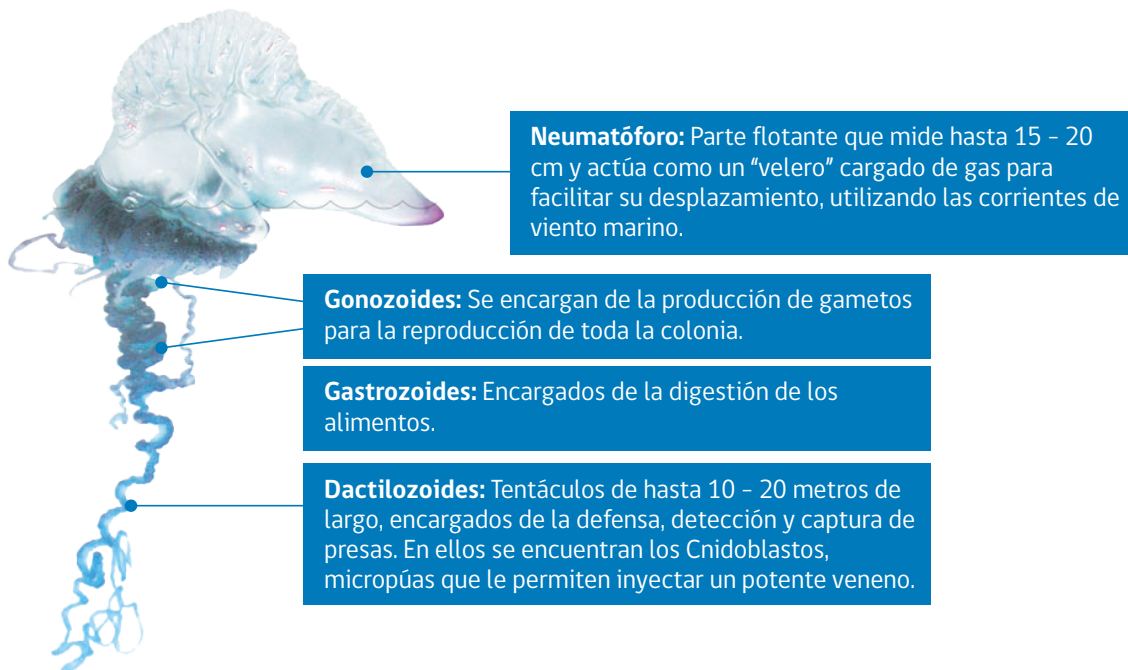 Neumatóforo: Parte flotante que mide hasta 15 – 20
cm y actúa como un “velero” cargado de gas para
facilitar su desplazamiento, utilizando las corrientes de
viento marino.
Gonozoides: Se encargan de la producción de gametos
para la reproducción de toda la colonia.
Gastrozoides: Encargados de la digestión de los
alimentos.
Dactilozoides: Tentáculos de hasta 10 – 20 metros de
largo, encargados de la defensa, detección y captura de
presas. En ellos se encuentran los Cnidoblastos,
micropúas que le permiten inyectar un potente veneno.